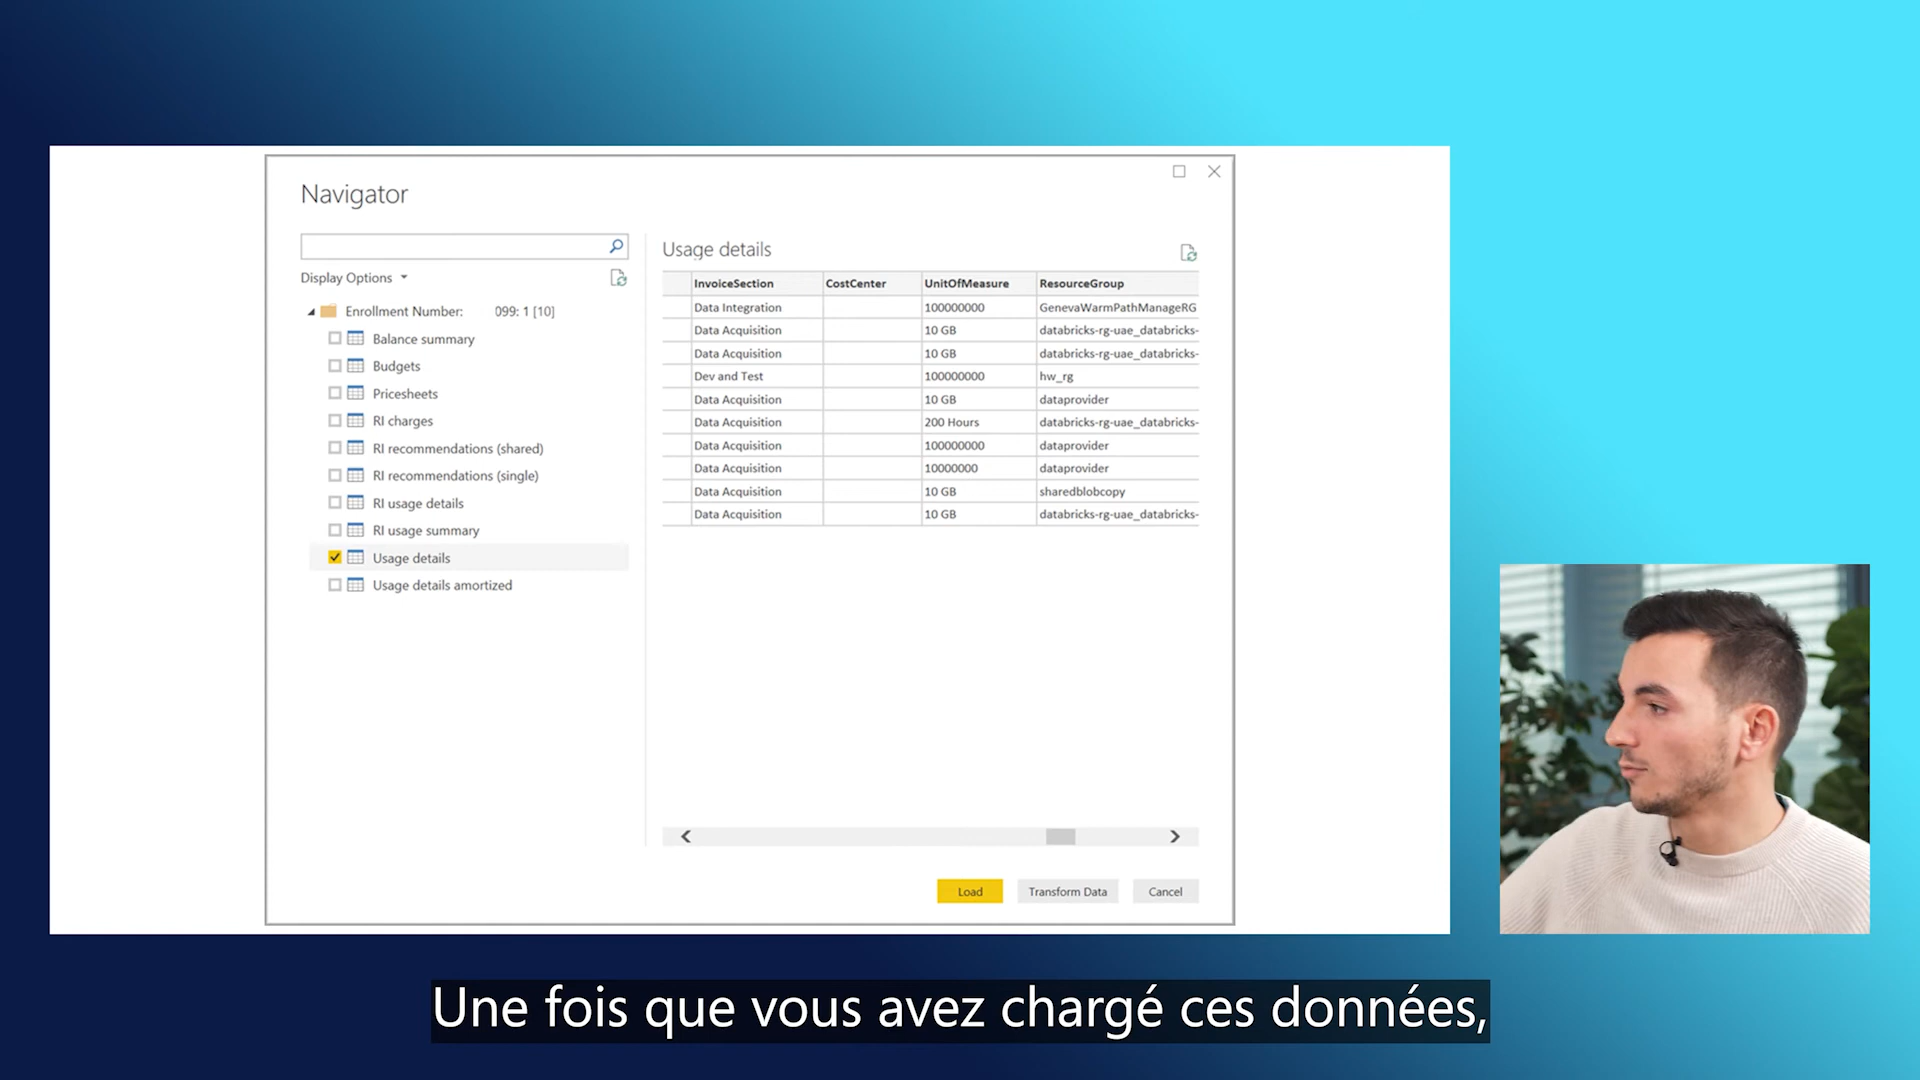 Navigator
Display Options
Enrollment Number: 099: 1 [10]
Balance summary
Budgets
Pricesheets
RI charges
RI recommendations (shared)
RI recommendations (single)
RI usage details
RI usage summary
Usage details
Usage details amortized
Usage details
InvoiceSection CostCenter UnitOfMeasure ResourceGroup
Data Integration 100000000 GenevaWarmPathManageRG
Data Acquisition 10 GB databricks-rg-uae_databricks-
Data Acquisition 10 GB databricks-rg-uae_databricks-
Dev and Test 100000000 hw_rg
Data Acquisition 10 GB dataprovider
Data Acquisition 200 Hours databricks-rg-uae_databricks-
Data Acquisition 100000000 dataprovider
Data Acquisition 10000000 dataprovider
Data Acquisition 10 GB sharedblobcopy
Data Acquisition 10 GB databricks-rg-uae_databricks-
Load Transform Data Cancel
Une fois que vous avez chargé ces données,